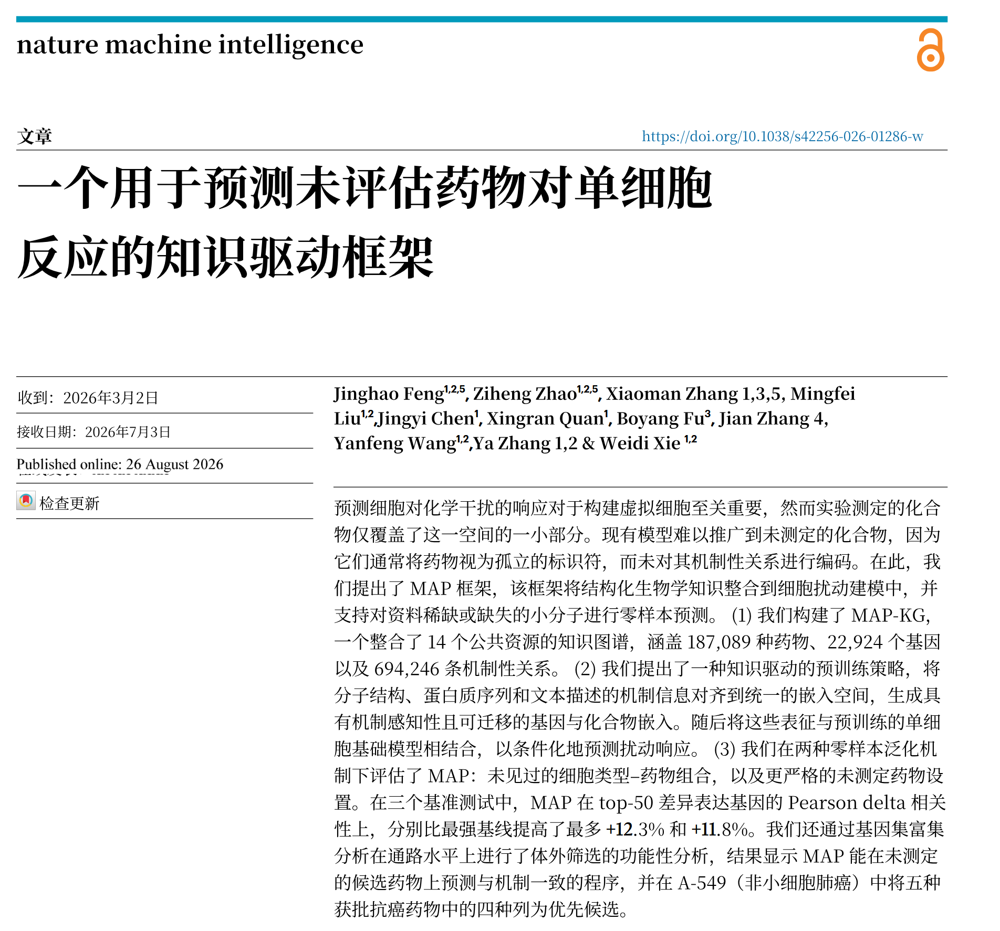 nature machine intelligence
文章
https://doi.org/10.1038/s42256-026-01286-w
一个用于预测未评估药物对单细胞
反应的知识驱动框架
收到：2026年3月2日
接收日期：2026年7月3日
Published online: 26 August 2026
检查更新
Jinghao Feng1,2,5, Ziheng Zhao1,2,5, Xiaoman Zhang 1,3,5, Mingfei
Liu1,2,Jingyi Chen1, Xingran Quan1, Boyang Fu3, Jian Zhang 4,
Yanfeng Wang1,2,Ya Zhang 1,2 & Weidi Xie 1,2
预测细胞对化学干扰的响应对于构建虚拟细胞至关重要，然而实验测定的化合
物仅覆盖了这一空间的一小部分。现有模型难以推广到未测定的化合物，因为
它们通常将药物视为孤立的标识符，而未对其机制性关系进行编码。在此，我
们提出了 MAP 框架，该框架将结构化生物学知识整合到细胞扰动建模中，并
支持对资料稀缺或缺失的小分子进行零样本预测。 (1) 我们构建了 MAP-KG，
一个整合了 14 个公共资源的知识图谱，涵盖 187,089 种药物、22,924 个基因
以及 694,246 条机制性关系。 (2) 我们提出了一种知识驱动的预训练策略，将
分子结构、蛋白质序列和文本描述的机制信息对齐到统一的嵌入空间，生成具
有机制感知性且可迁移的基因与化合物嵌入。随后将这些表征与预训练的单细
胞基础模型相结合，以条件化地预测扰动响应。 (3) 我们在两种零样本泛化机
制下评估了 MAP：未见过的细胞类型–药物组合，以及更严格的未测定药物设
置。在三个基准测试中，MAP 在 top-50 差异表达基因的 Pearson delta 相关
性上，分别比最强基线提高了最多 +12.3% 和 +11.8%。我们还通过基因集富集
分析在通路水平上进行了体外筛选的功能性分析，结果显示 MAP 能在未测定
的候选药物上预测与机制一致的程序，并在 A-549（非小细胞肺癌）中将五种
获批抗癌药物中的四种列为优先候选。